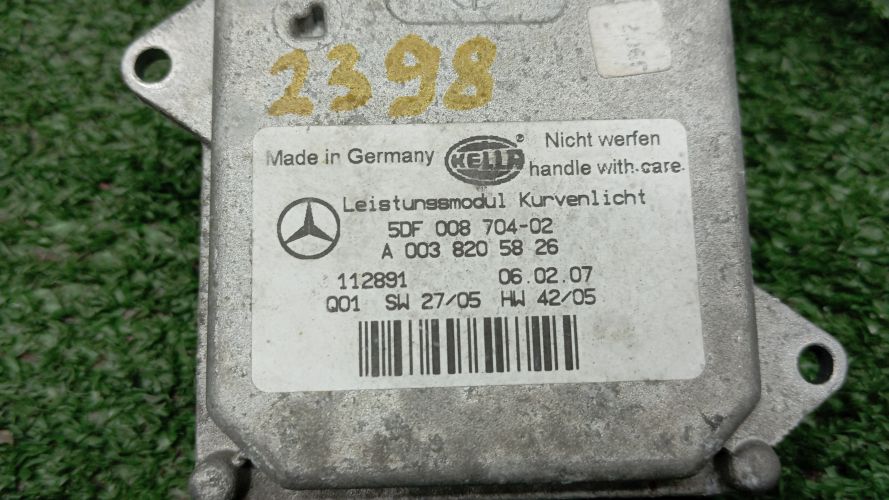 2398
Made in Germany HELLA ® Nicht werfen
handle with care.
Leistungsmodul Kurvenlicht
5DF 008 704-02
A 003 820 58 26
112891 06.02.07
Q01 SW 27/05 HW 42/05